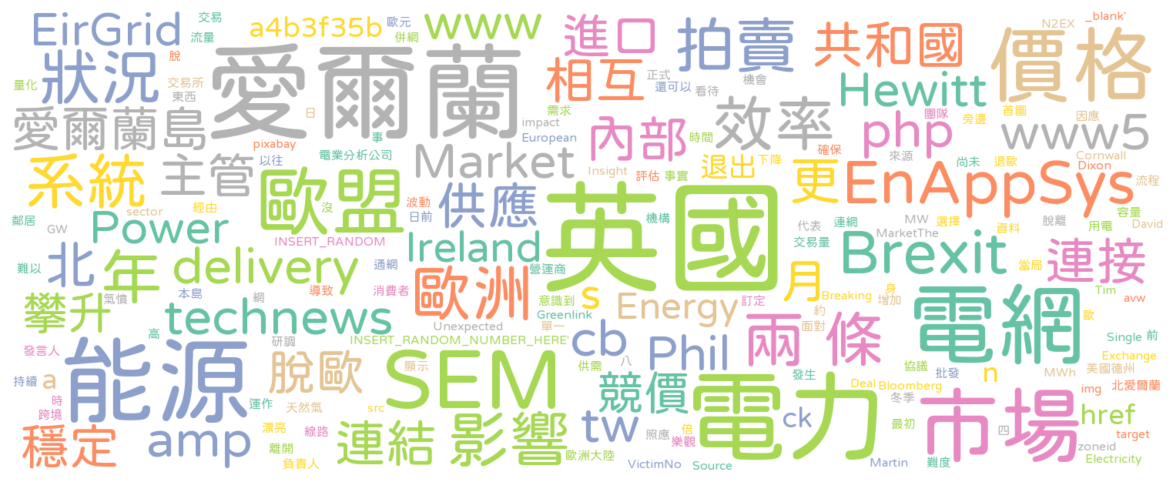 EirGrid
交易
流量
a4b3f35b
歐元
併網
www
進口
拍賣
共和國
N2EX
_blank'
價格
狀況
脫
愛爾蘭
相互
正式
還可以
看待
機會
Hewitt
團隊
旁邊
首圖
因應
量化
交易所
東西
愛爾蘭島
日
需求
impact
European
內部
時間
效率
php
確保
www5
pixabay
事
電業分析公司
Market
來源
尚未
退歐
Cornwall
Dixon
流程
系統
主管
以往
Insight
評估
事實
退出
下降
更
EnAppSys
鄰居
sector
經由
歐盟
沒
波動
日前
供應
英國
機構
代表
連網
MW
選擇
資料
脫離
用電
容量
David
Power
GW
INSERT_RANDOM
Ireland
營運商
交易量
MarketThe
Brexit
當局
連接
難以
北
年
delivery
通網
歐洲
意識到
s
Energy
訂定
月
身
增加
Tim
avw
氣憤
本島
網
導致
消費者
Greenlink
約
面對
Breaking
電網
歐
攀升
technews
高
研調
Unexpected
單一
cb
兩條
Single
前
發言人
能源
INSERT_RANDOM_NUMBER_HERE'
Phil
協議
Exchange
MWh
美國德州
持續
a
脫歐
顯示
SEM
供需
八
發生
Deal
Bloomberg
批發
n
img
北愛爾蘭
時
跨境
運作
天然氣
src
競價
電力
冬季
市場
href
穩定
amp
漂亮
線路
連結
影響
倍
tw
照應
樂觀
ck
最初
四
target
zoneid
離開
負責人
歐洲大陸
VictimNo
Source
Martin
難度
Electricity